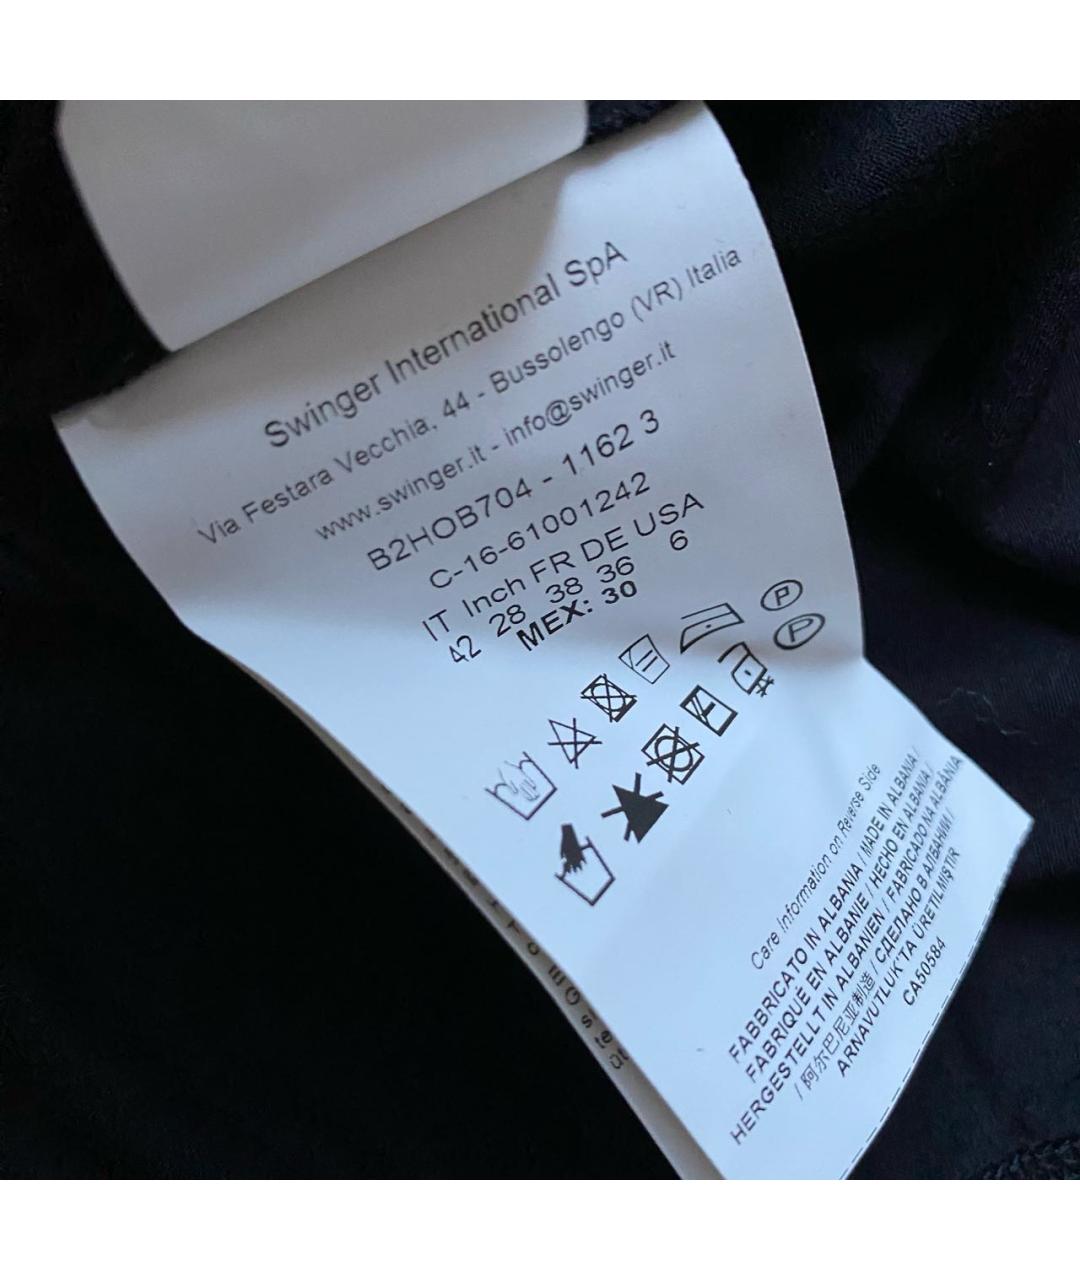 Swinger International SpA
Via Festara Vecchia, 44 - Bussolengo (VR) Italia
www.swinger.it - info@swinger.it
B2HOB704 - 1162 3
C-16-61001242
IT Inch FR DE USA
42 28 38 36 6
MEX: 30
P
P
Care Information on Reverse Side
FABBRICATO IN ALBANIA / MADE IN ALBANIA /
FABRIQUÉ EN ALBANIE / HECHO EN ALBANIA /
HERGESTELLT IN ALBANIEN / FABRICADO NA ALBÂNIA
/ 阿尔巴尼亚制造 / СДЕЛАНО В АЛБАНИИ /
ARNAVUTLUK'TA ÜRETILMIŞTIR
CA50584